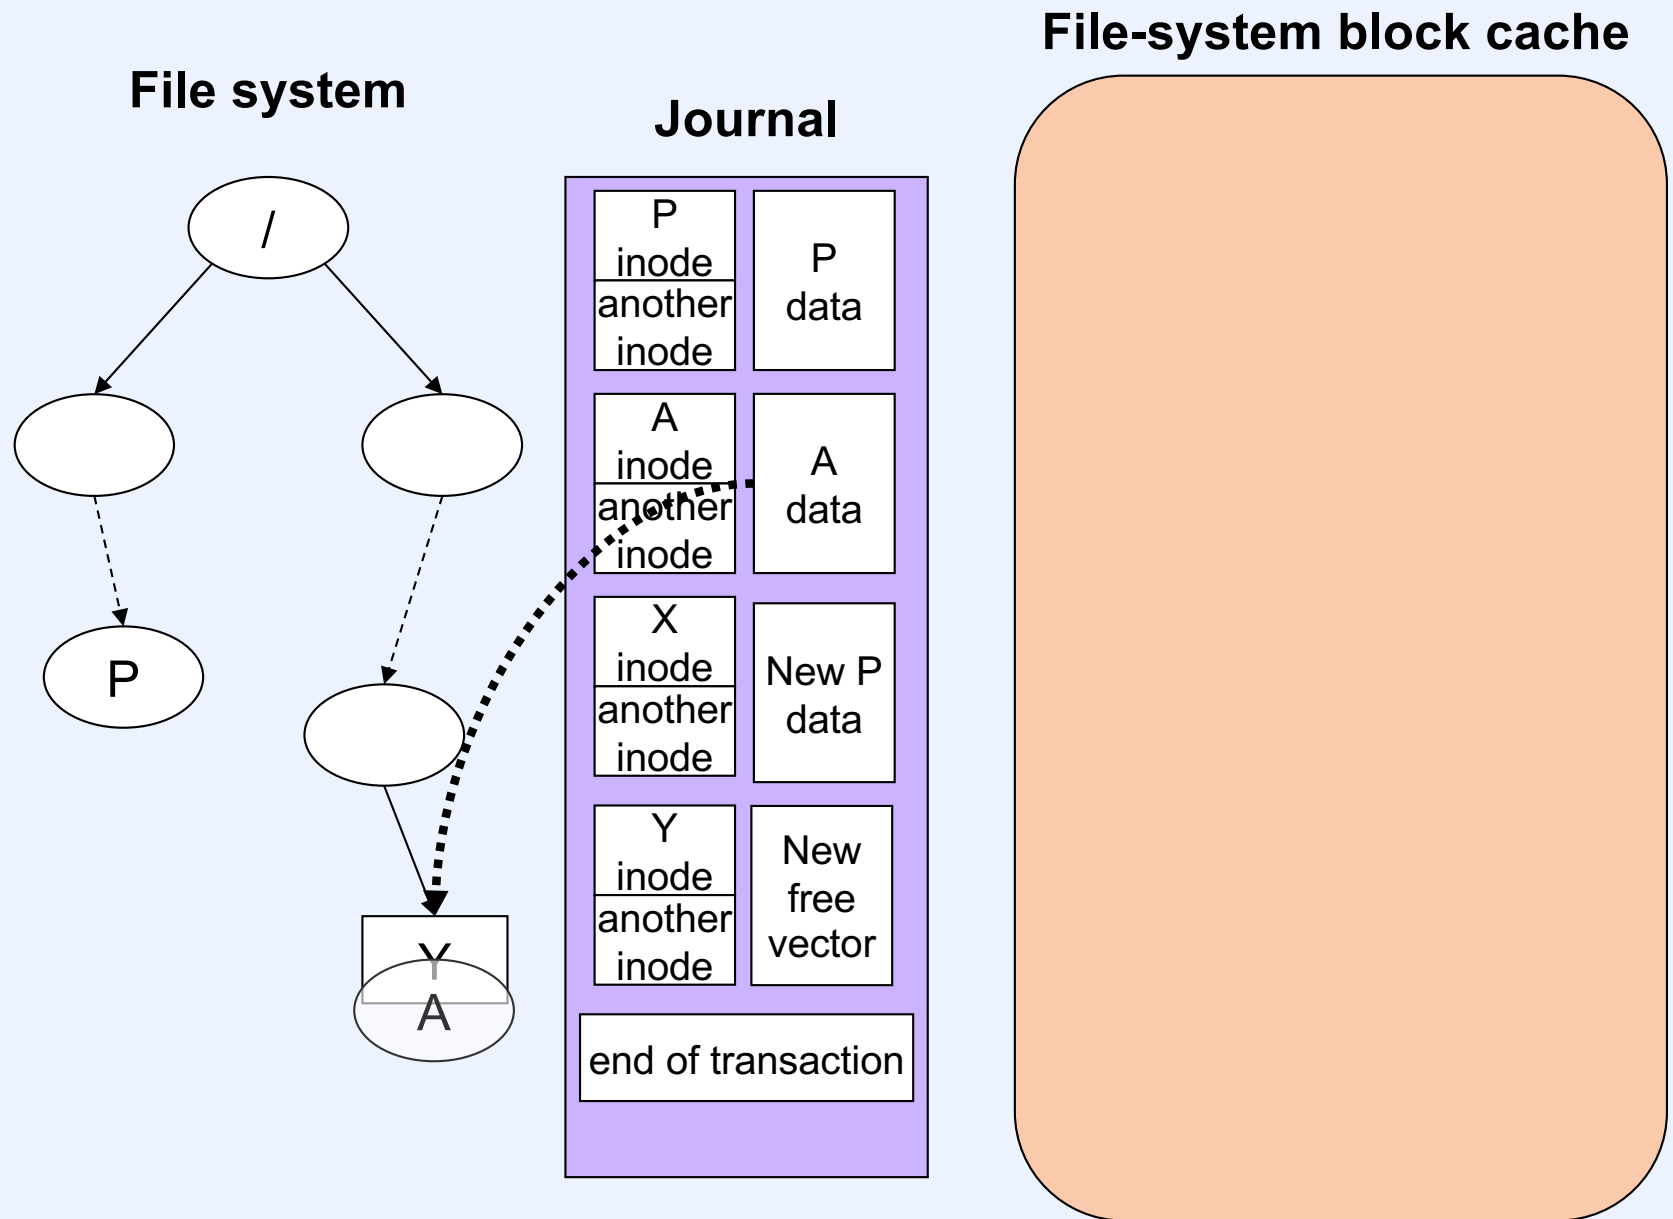 File-system block cache
File system
Journal
/
P
P
inode
another
inode
P
data
A
inode
another
inode
A
data
X
inode
another
inode
New P
data
Y
inode
another
inode
New
free
vector
end of transaction
Y
A